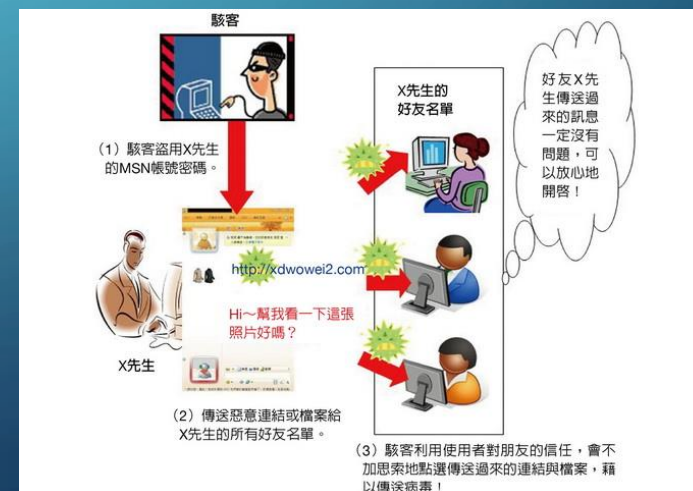 駭客
（1）駭客盜用X先生
的MSN帳號密碼。
X先生的
好友名單
好友X先
生傳送過
來的訊息
一定沒有
問題，可
以放心地
開啓！
http://xdwowei2.com
Hi～幫我看一下這張
照片好嗎？
X先生
（2）傳送惡意連結或檔案給
X先生的所有好友名單。
（3）駭客利用使用者對朋友的信任，會不
加思索地點選傳送過來的連結與檔案，藉
以傳送病毒！